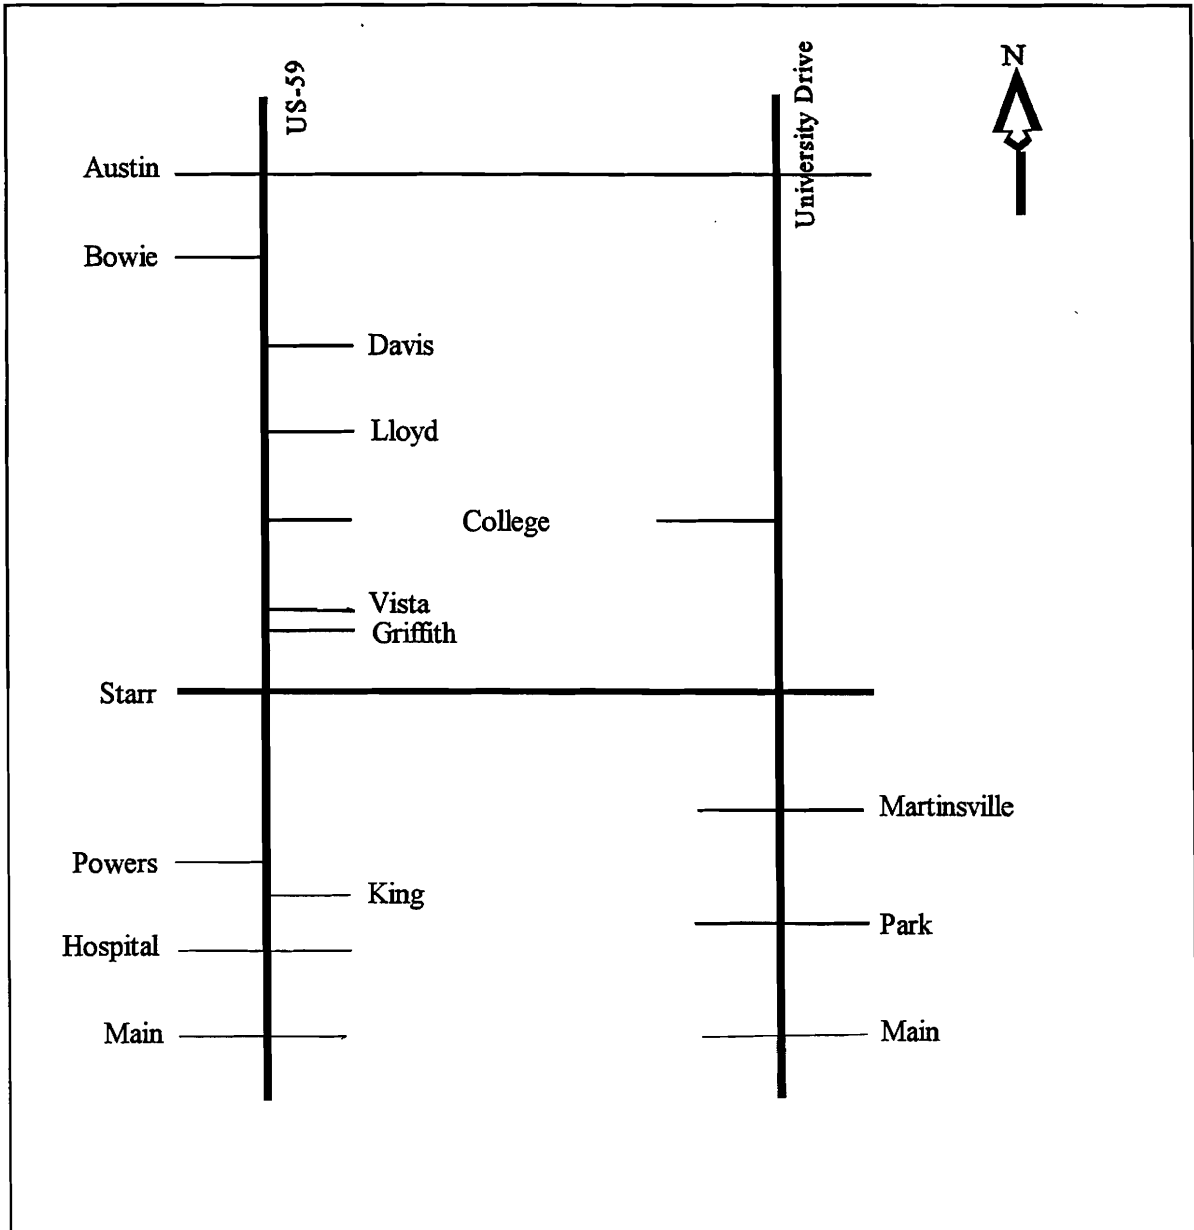 N
US-59
University Drive
Austin
Bowie
Davis
Lloyd
College
Vista
Griffith
Starr
Martinsville
Powers
King
Park
Hospital
Main
Main